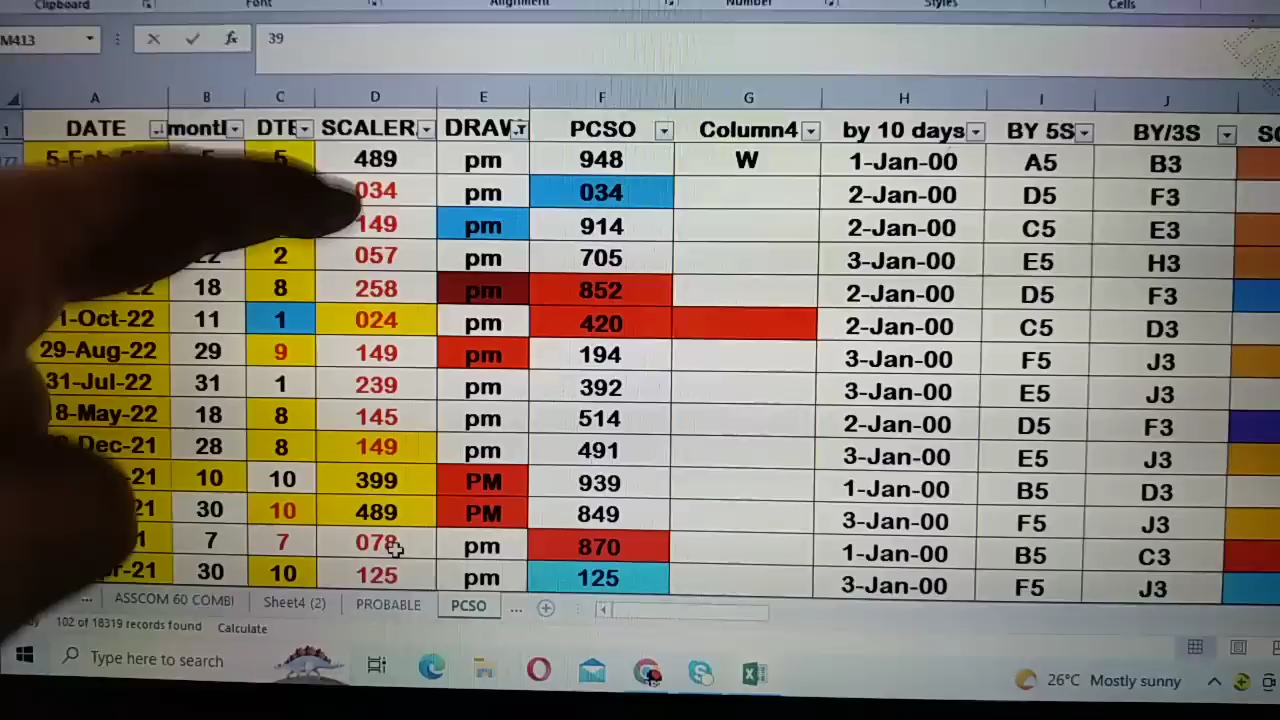 Clipboard Font Alignment Number Styles Cells
M413 fx 39
A B C D E F G H I J
1 DATE montl DTE SCALER DRAW PCSO Column4 by 10 days BY 5S BY/3S SC
5 5 489 pm 948 W 1-Jan-00 A5 B3
034 pm 034 2-Jan-00 D5 F3
149 pm 914 2-Jan-00 C5 E3
2 057 pm 705 3-Jan-00 E5 H3
18 8 258 pm 852 2-Jan-00 D5 F3
1-Oct-22 11 1 024 pm 420 2-Jan-00 C5 D3
29-Aug-22 29 9 149 pm 194 3-Jan-00 F5 J3
31-Jul-22 31 1 239 pm 392 3-Jan-00 E5 J3
8-May-22 18 8 145 pm 514 2-Jan-00 D5 F3
Dec-21 28 8 149 pm 491 3-Jan-00 E5 J3
-21 10 10 399 PM 939 1-Jan-00 B5 D3
21 30 10 489 PM 849 3-Jan-00 F5 J3
1 7 7 078 pm 870 1-Jan-00 B5 C3
-21 30 10 125 pm 125 3-Jan-00 F5 J3
... ASSCOM 60 COMBI Sheet4 (2) PROBABLE PCSO ...
102 of 18319 records found Calculate
Type here to search 26°C Mostly sunny